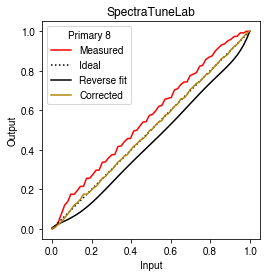 SpectraTuneLab
Primary 8
Measured
Ideal
Reverse fit
Corrected
Output
1.0
0.8
0.6
0.4
0.2
0.0
0.0 0.2 0.4 0.6 0.8 1.0
Input